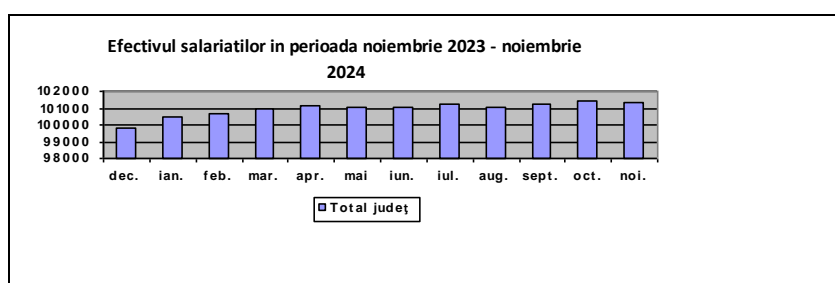 Efectivul salariatilor in perioada noiembrie 2023 - noiembrie
2024
102000
101000
100000
99000
98000
dec. ian. feb. mar. apr. mai iun. iul. aug. sept. oct. noi.
Total județ